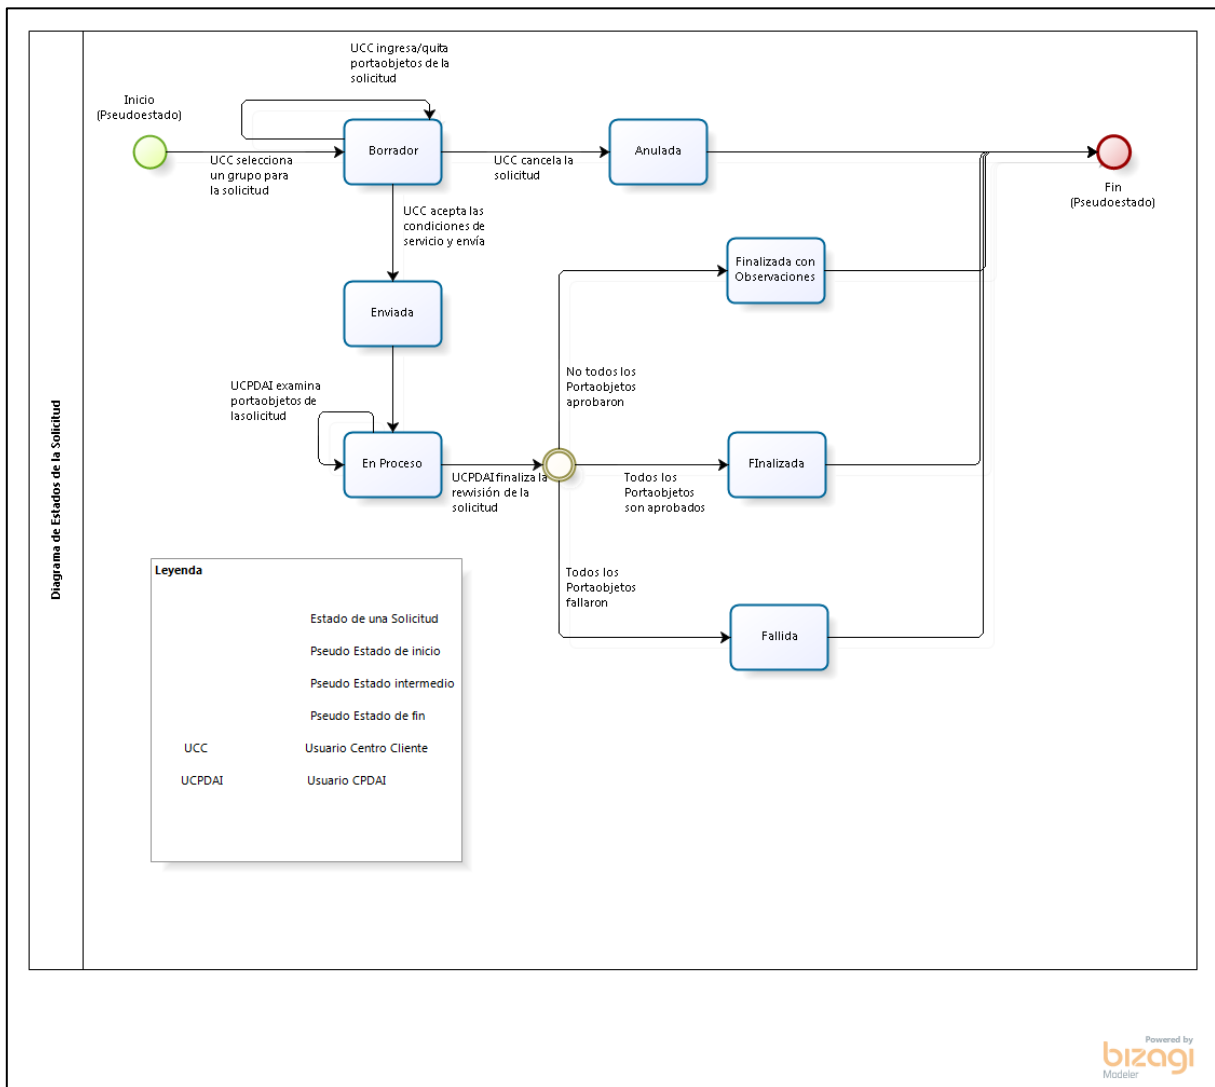 Diagrama de Estados de la Solicitud
UCC ingresa/quita
portaobjetos de la
solicitud
Inicio
(Pseudoestado)
Borrador
Anulada
UCC selecciona
un grupo para
la solicitud
UCC cancela la
solicitud
Fin
(Pseudoestado)
UCC acepta las
condiciones de
servicio y envía
Finalizada con
Observaciones
Enviada
No todos los
Portaobjetos
aprobaron
UCPDAI examina
portaobjetos de
lasolicitud
En Proceso
FInalizada
UCPDAI finaliza la
revisión de la
solicitud
Todos los
Portaobjetos
son aprobados
Todos los
Portaobjetos
fallaron
Fallida
Leyenda
Estado de una Solicitud
Pseudo Estado de inicio
Pseudo Estado intermedio
Pseudo Estado de fin
UCC Usuario Centro Cliente
UCPDAI Usuario CPDAI
Powered by
bizagi
Modeler